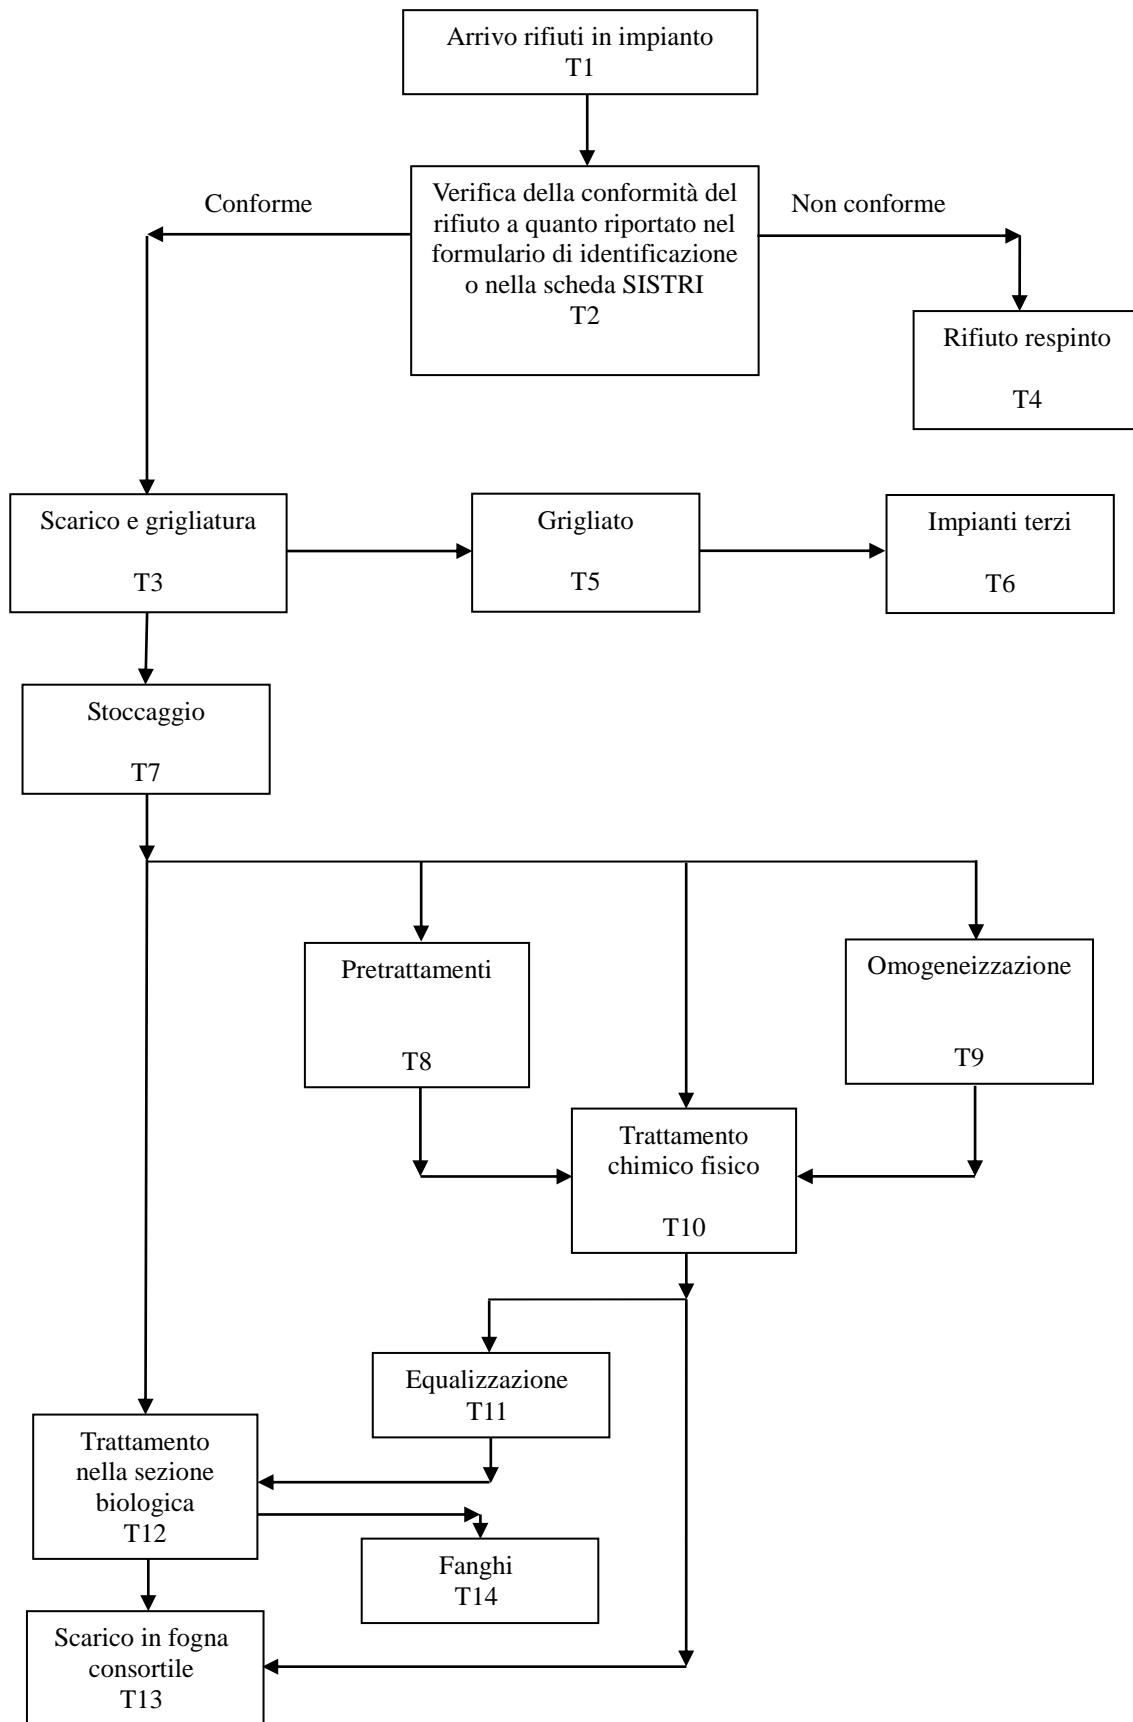 Arrivo rifiuti in impianto
T1
Verifica della conformità del
rifiuto a quanto riportato nel
formulario di identificazione
o nella scheda SISTRI
T2
Conforme
Non conforme
Rifiuto respinto
T4
Scarico e grigliatura
T3
Grigliato
T5
Impianti terzi
T6
Stoccaggio
T7
Pretrattamenti
T8
Omogeneizzazione
T9
Trattamento
chimico fisico
T10
Equalizzazione
T11
Trattamento
nella sezione
biologica
T12
Fanghi
T14
Scarico in fogna
consortile
T13